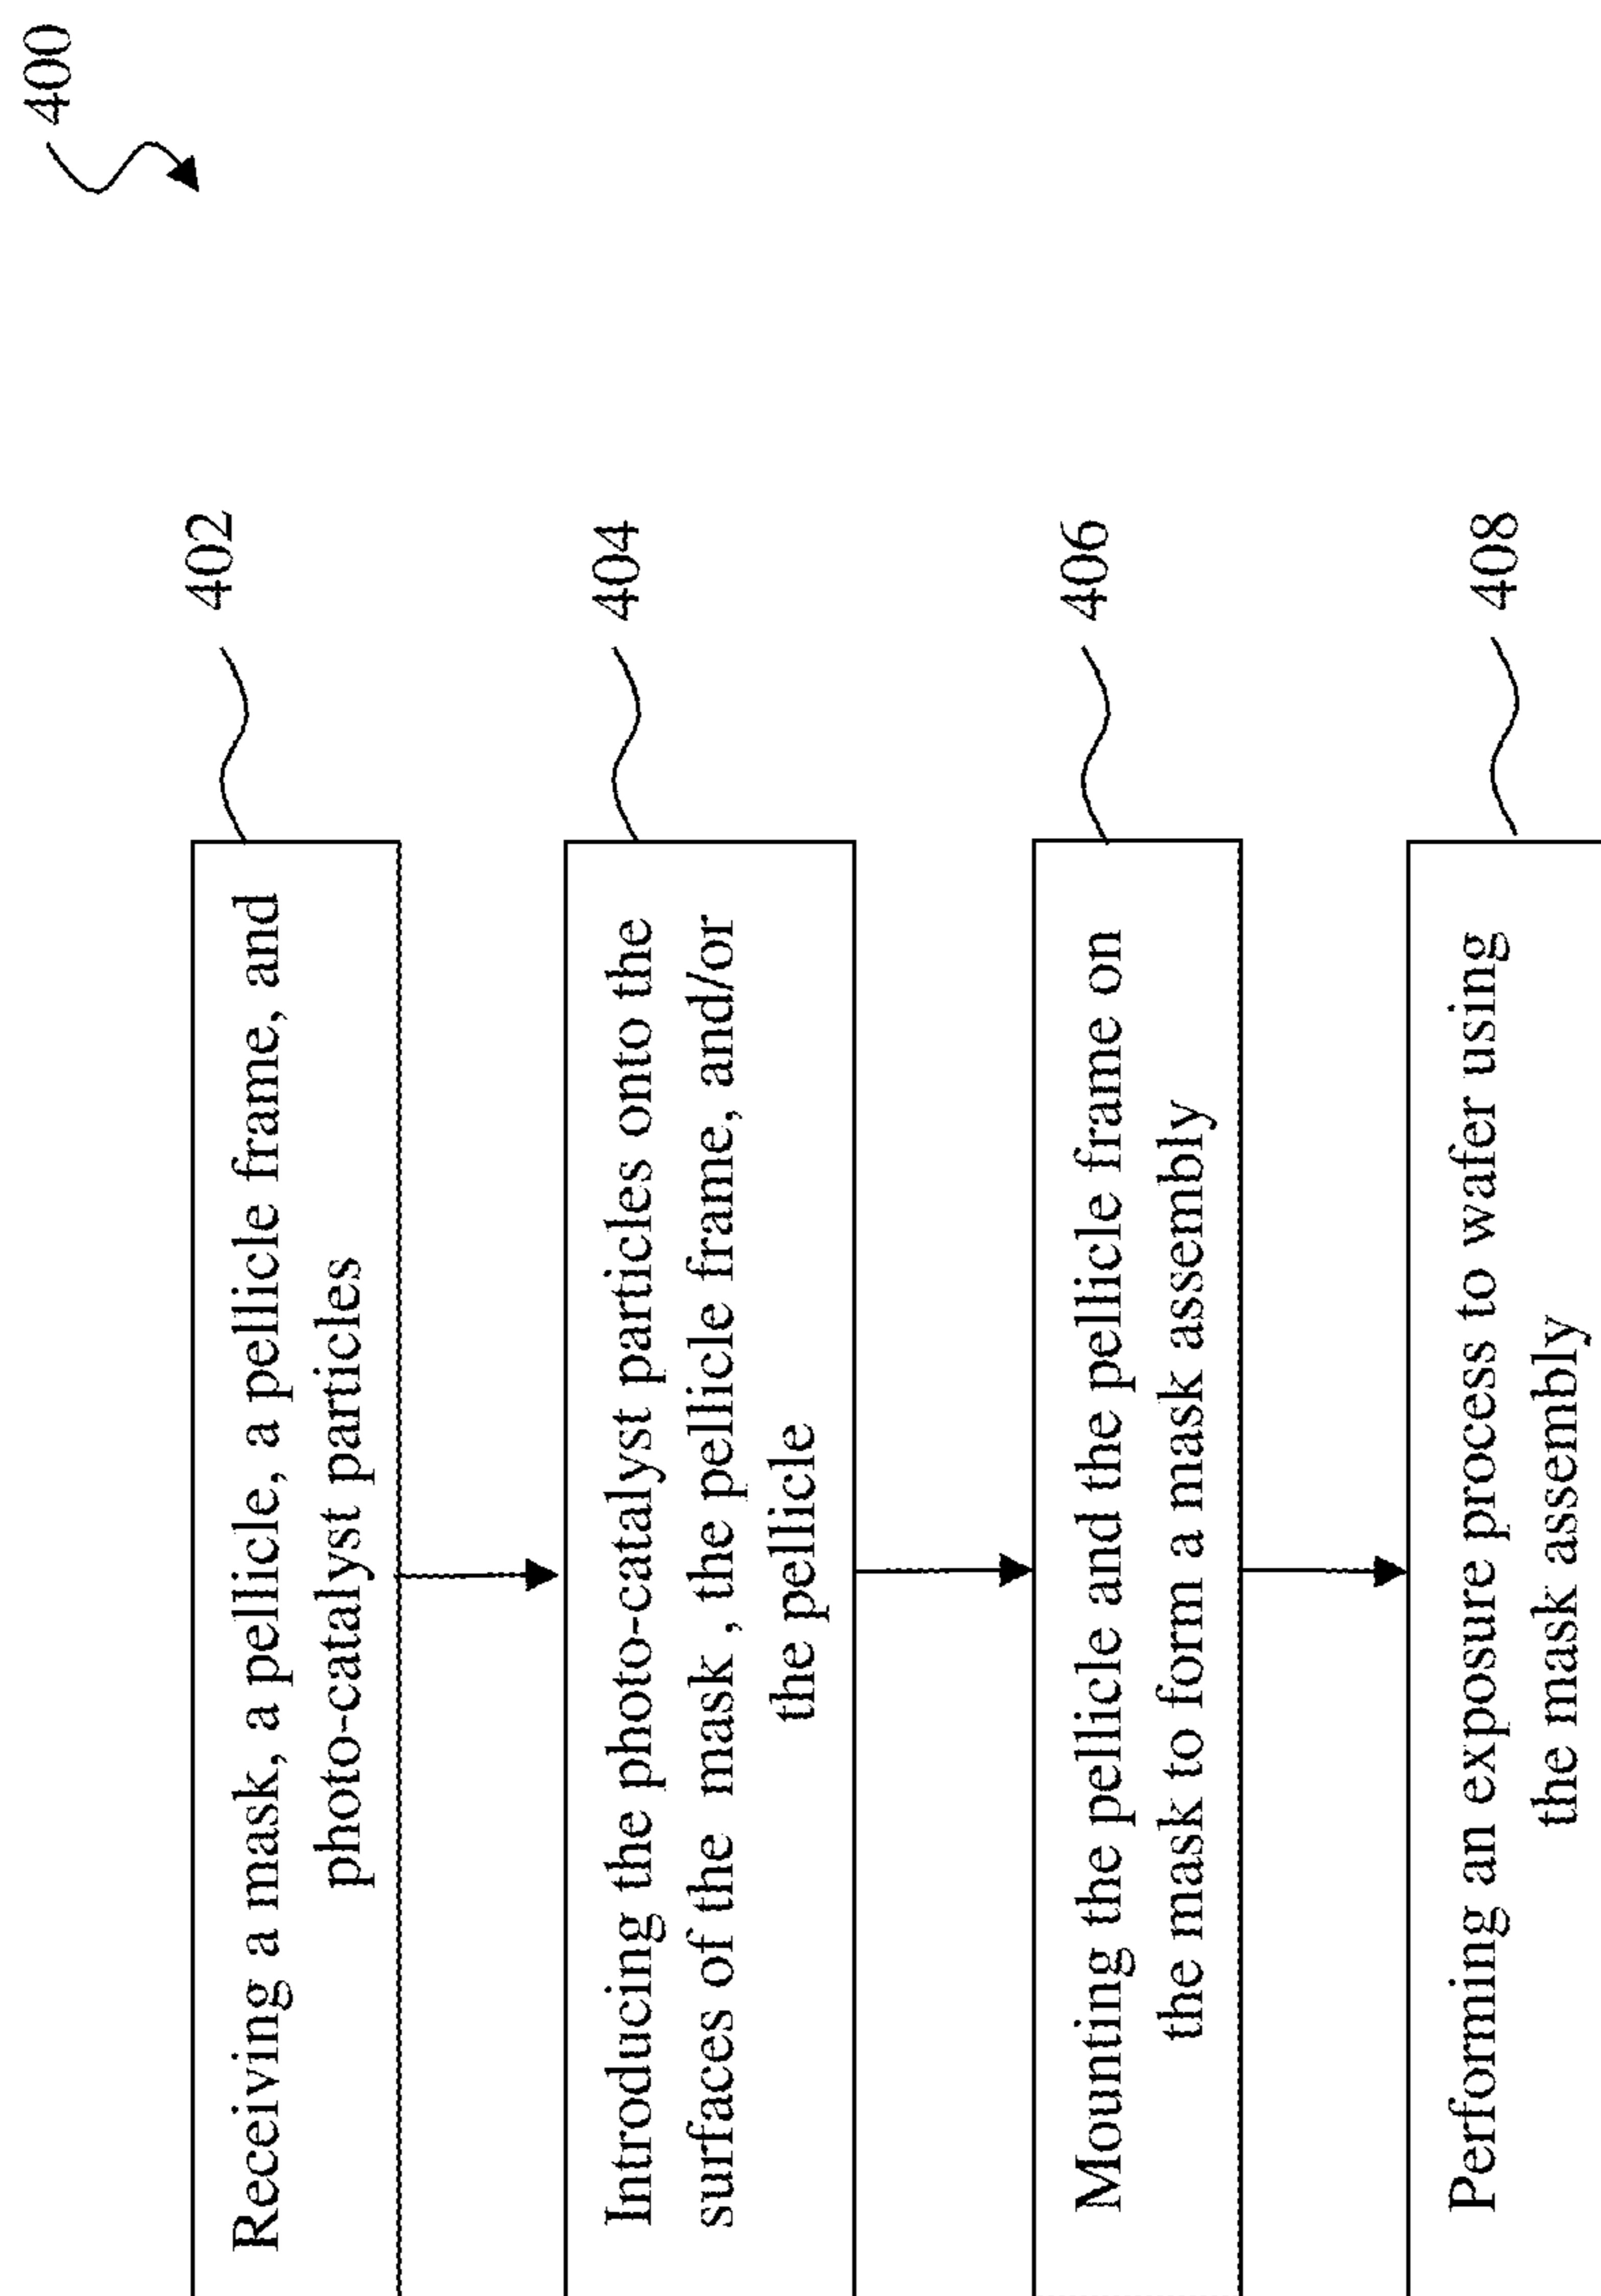 400
Receiving a mask, a pellicle, a pellicle frame, and
photo-catalyst particles
402
Introducing the photo-catalyst particles onto the
surfaces of the mask , the pellicle frame, and/or
the pellicle
404
Mounting the pellicle and the pellicle frame on
the mask to form a mask assembly
406
Performing an exposure process to wafer using
the mask assembly
408